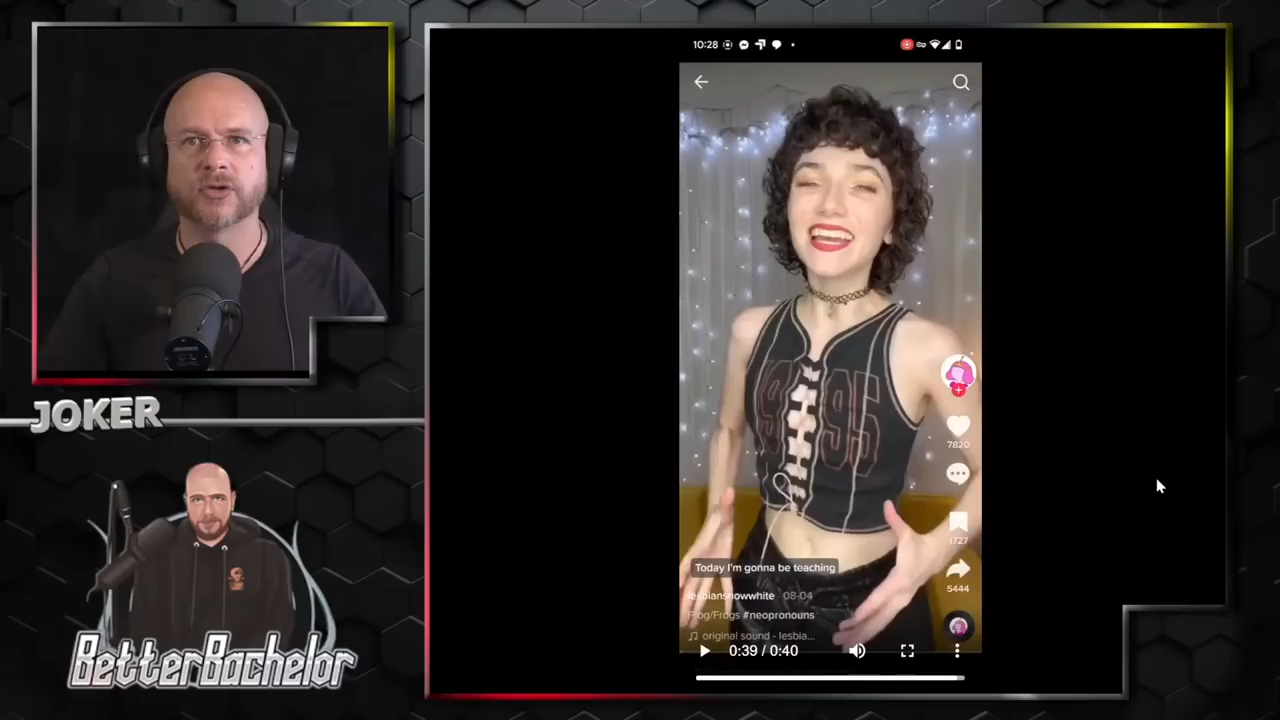 10:28
1995
7820
1727
Today I'm gonna be teaching
5444
lesbiansnowwhite 08-04
Frog/Frogs #neopronouns
original sound - lesbia...
0:39 / 0:40
JOKER
BetterBachelor